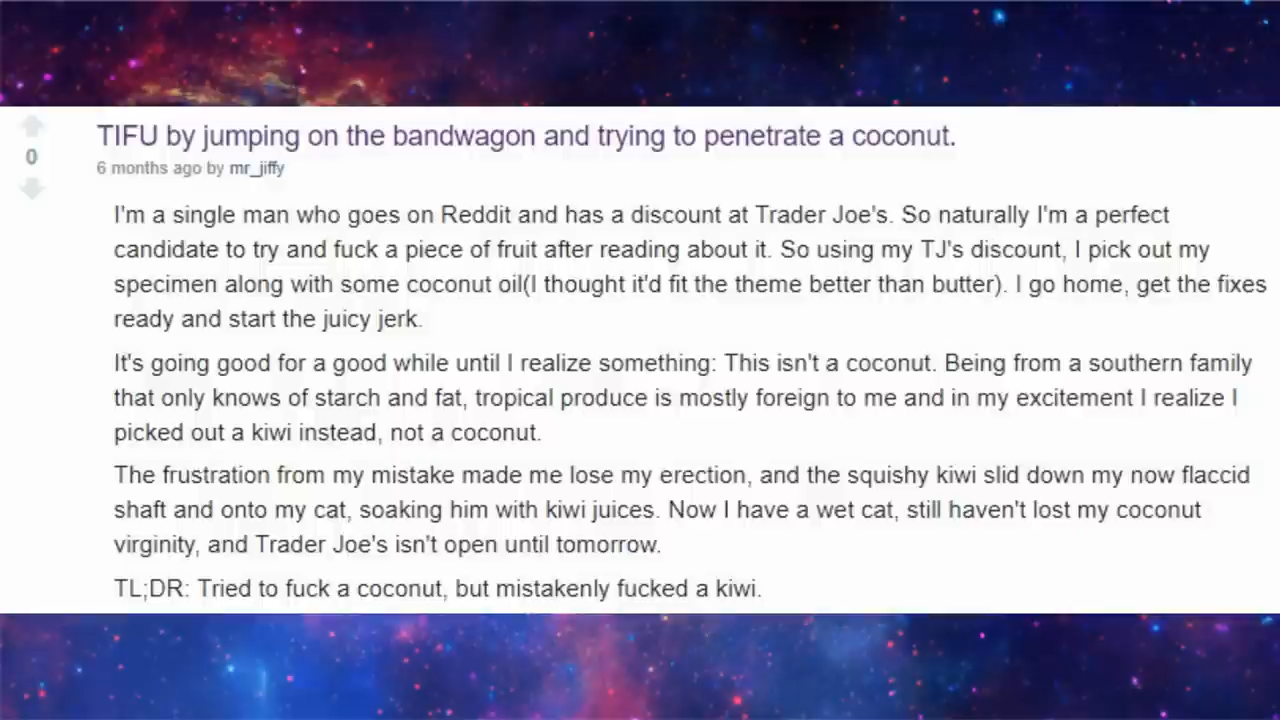 TIFU by jumping on the bandwagon and trying to penetrate a coconut.
0
6 months ago by mr_jiffy
I'm a single man who goes on Reddit and has a discount at Trader Joe's. So naturally I'm a perfect
candidate to try and fuck a piece of fruit after reading about it. So using my TJ's discount, I pick out my
specimen along with some coconut oil(I thought it'd fit the theme better than butter). I go home, get the fixes
ready and start the juicy jerk.
It's going good for a good while until I realize something: This isn't a coconut. Being from a southern family
that only knows of starch and fat, tropical produce is mostly foreign to me and in my excitement I realize I
picked out a kiwi instead, not a coconut.
The frustration from my mistake made me lose my erection, and the squishy kiwi slid down my now flaccid
shaft and onto my cat, soaking him with kiwi juices. Now I have a wet cat, still haven't lost my coconut
virginity, and Trader Joe's isn't open until tomorrow.
TL;DR: Tried to fuck a coconut, but mistakenly fucked a kiwi.